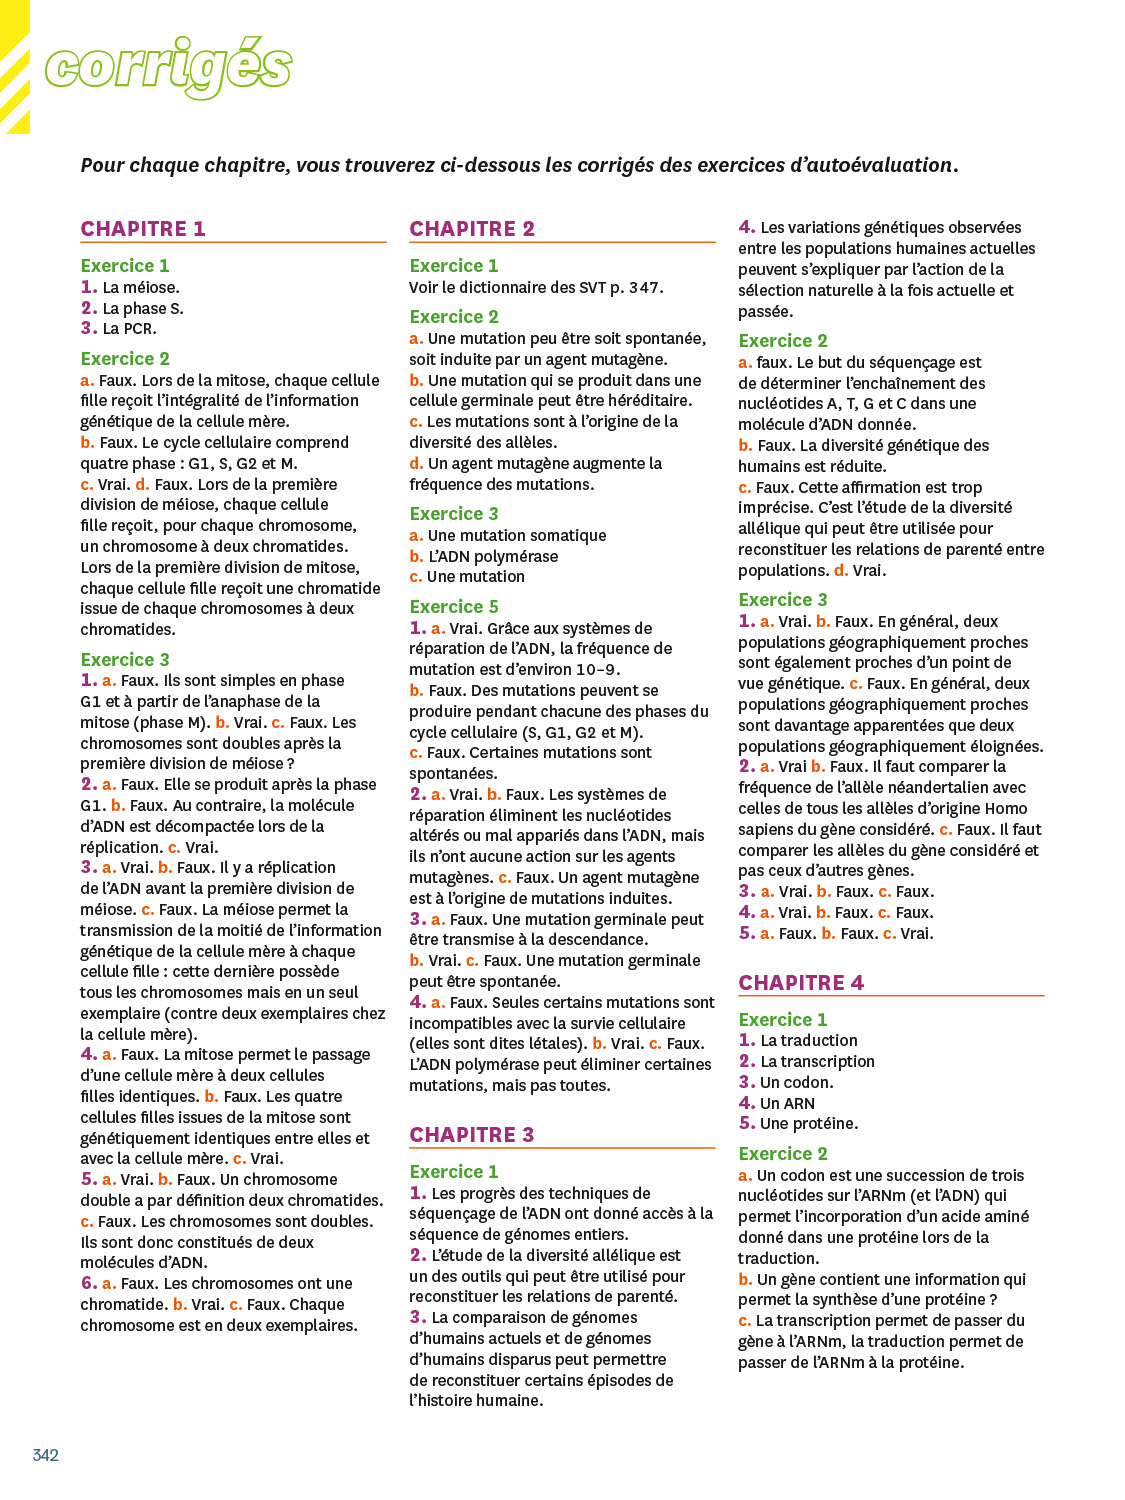 corrigés
Pour chaque chapitre, vous trouverez ci-dessous les corrigés des exercices d’autoévaluation.
CHAPITRE 1
Exercice 1
1. La méiose.
2. La phase S.
3. La PCR.
Exercice 2
a. Faux. Lors de la mitose, chaque cellule
fille reçoit l’intégralité de l’information
génétique de la cellule mère.
b. Faux. Le cycle cellulaire comprend
quatre phase : G1, S, G2 et M.
c. Vrai. d. Faux. Lors de la première
division de méiose, chaque cellule
fille reçoit, pour chaque chromosome,
un chromosome à deux chromatides.
Lors de la première division de mitose,
chaque cellule fille reçoit une chromatide
issue de chaque chromosomes à deux
chromatides.
Exercice 3
1. a. Faux. Ils sont simples en phase
G1 et à partir de l’anaphase de la
mitose (phase M). b. Vrai. c. Faux. Les
chromosomes sont doubles après la
première division de méiose ?
2. a. Faux. Elle se produit après la phase
G1. b. Faux. Au contraire, la molécule
d’ADN est décompactée lors de la
réplication. c. Vrai.
3. a. Vrai. b. Faux. Il y a réplication
de l’ADN avant la première division de
méiose. c. Faux. La méiose permet la
transmission de la moitié de l’information
génétique de la cellule mère à chaque
cellule fille : cette dernière possède
tous les chromosomes mais en un seul
exemplaire (contre deux exemplaires chez
la cellule mère).
4. a. Faux. La mitose permet le passage
d’une cellule mère à deux cellules
filles identiques. b. Faux. Les quatre
cellules filles issues de la mitose sont
génétiquement identiques entre elles et
avec la cellule mère. c. Vrai.
5. a. Vrai. b. Faux. Un chromosome
double a par définition deux chromatides.
c. Faux. Les chromosomes sont doubles.
Ils sont donc constitués de deux
molécules d’ADN.
6. a. Faux. Les chromosomes ont une
chromatide. b. Vrai. c. Faux. Chaque
chromosome est en deux exemplaires.
CHAPITRE 2
Exercice 1
Voir le dictionnaire des SVT p. 347.
Exercice 2
a. Une mutation peu être soit spontanée,
soit induite par un agent mutagène.
b. Une mutation qui se produit dans une
cellule germinale peut être héréditaire.
c. Les mutations sont à l’origine de la
diversité des allèles.
d. Un agent mutagène augmente la
fréquence des mutations.
Exercice 3
a. Une mutation somatique
b. L’ADN polymérase
c. Une mutation
Exercice 5
1. a. Vrai. Grâce aux systèmes de
réparation de l’ADN, la fréquence de
mutation est d’environ 10–9.
b. Faux. Des mutations peuvent se
produire pendant chacune des phases du
cycle cellulaire (S, G1, G2 et M).
c. Faux. Certaines mutations sont
spontanées.
2. a. Vrai. b. Faux. Les systèmes de
réparation éliminent les nucléotides
altérés ou mal appariés dans l’ADN, mais
ils n’ont aucune action sur les agents
mutagènes. c. Faux. Un agent mutagène
est à l’origine de mutations induites.
3. a. Faux. Une mutation germinale peut
être transmise à la descendance.
b. Vrai. c. Faux. Une mutation germinale
peut être spontanée.
4. a. Faux. Seules certains mutations sont
incompatibles avec la survie cellulaire
(elles sont dites létales). b. Vrai. c. Faux.
L’ADN polymérase peut éliminer certaines
mutations, mais pas toutes.
CHAPITRE 3
Exercice 1
1. Les progrès des techniques de
séquençage de l’ADN ont donné accès à la
séquence de génomes entiers.
2. L’étude de la diversité allélique est
un des outils qui peut être utilisé pour
reconstituer les relations de parenté.
3. La comparaison de génomes
d’humains actuels et de génomes
d’humains disparus peut permettre
de reconstituer certains épisodes de
l’histoire humaine.
4. Les variations génétiques observées
entre les populations humaines actuelles
peuvent s’expliquer par l’action de la
sélection naturelle à la fois actuelle et
passée.
Exercice 2
a. faux. Le but du séquençage est
de déterminer l’enchaînement des
nucléotides A, T, G et C dans une
molécule d’ADN donnée.
b. Faux. La diversité génétique des
humains est réduite.
c. Faux. Cette affirmation est trop
imprécise. C’est l’étude de la diversité
allélique qui peut être utilisée pour
reconstituer les relations de parenté entre
populations. d. Vrai.
Exercice 3
1. a. Vrai. b. Faux. En général, deux
populations géographiquement proches
sont également proches d’un point de
vue génétique. c. Faux. En général, deux
populations géographiquement proches
sont davantage apparentées que deux
populations géographiquement éloignées.
2. a. Vrai b. Faux. Il faut comparer la
fréquence de l’allèle néandertalien avec
celles de tous les allèles d’origine Homo
sapiens du gène considéré. c. Faux. Il faut
comparer les allèles du gène considéré et
pas ceux d’autres gènes.
3. a. Vrai. b. Faux. c. Faux.
4. a. Vrai. b. Faux. c. Faux.
5. a. Faux. b. Faux. c. Vrai.
CHAPITRE 4
Exercice 1
1. La traduction
2. La transcription
3. Un codon.
4. Un ARN
5. Une protéine.
Exercice 2
a. Un codon est une succession de trois
nucléotides sur l’ARNm (et l’ADN) qui
permet l’incorporation d’un acide aminé
donné dans une protéine lors de la
traduction.
b. Un gène contient une information qui
permet la synthèse d’une protéine ?
c. La transcription permet de passer du
gène à l’ARNm, la traduction permet de
passer de l’ARNm à la protéine.
342